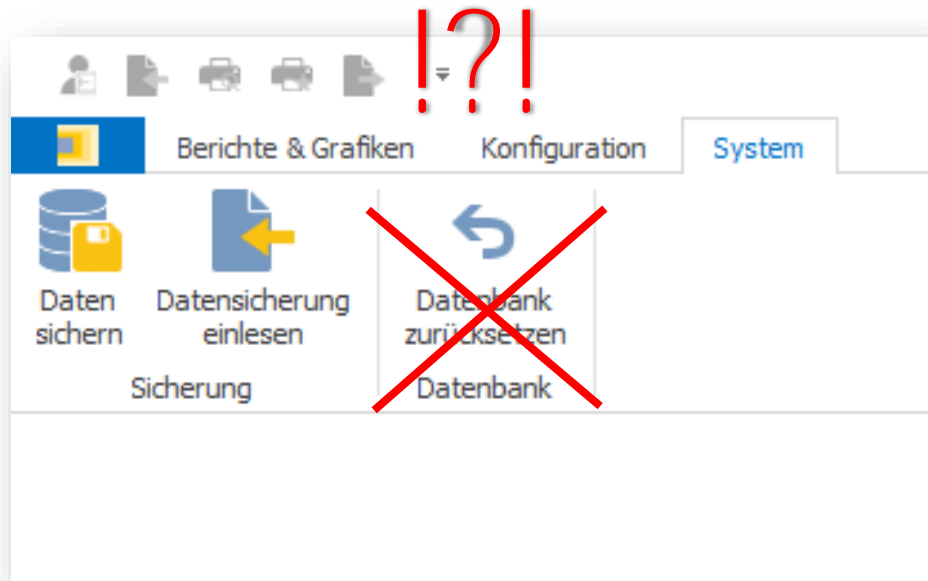 !?!
Berichte & Grafiken Konfiguration System
Daten sichern
Datensicherung einlesen
Datenbank zurücksetzen
Sicherung Datenbank